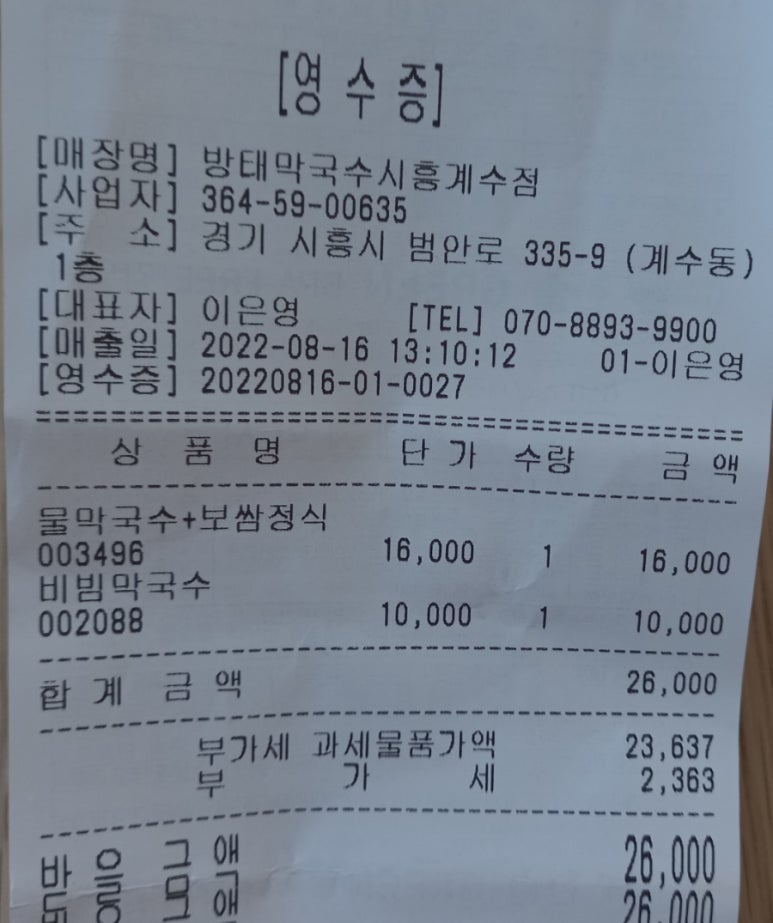 [영 수 증]
[매장명] 방태막국수시흥계수점
[사업자] 364-59-00635
[주 소] 경기 시흥시 범안로 335-9 (계수동)
1층
[대표자] 이은영 [TEL] 070-8893-9900
[매출일] 2022-08-16 13:10:12 01-이은영
[영수증] 20220816-01-0027
상 품 명 단 가 수량 금 액
물막국수+보쌈정식
003496 16,000 1 16,000
비빔막국수
002088 10,000 1 10,000
합 계 금 액 26,000
부가세 과세물품가액 23,637
부 가 세 2,363
받 을 금 액 26,000
26,000